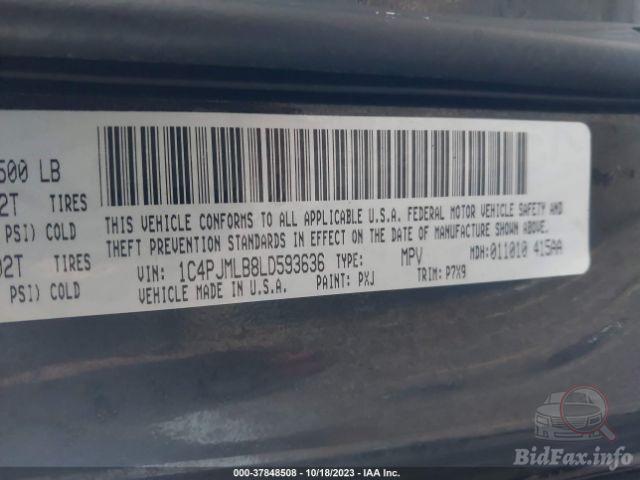 500 LB
2T TIRES
PSI) COLD
02T TIRES
PSI) COLD
THIS VEHICLE CONFORMS TO ALL APPLICABLE U.S.A. FEDERAL MOTOR VEHICLE SAFETY AND
THEFT PREVENTION STANDARDS IN EFFECT ON THE DATE OF MANUFACTURE SHOWN ABOVE.
VIN: 1C4PJMLB8LD593636 TYPE: MPV MDH:011010 415AA
VEHICLE MADE IN U.S.A. PAINT: PXJ TRIM: P7X9
BidFax.info
000-37848508 - 10/18/2023 - IAA Inc.